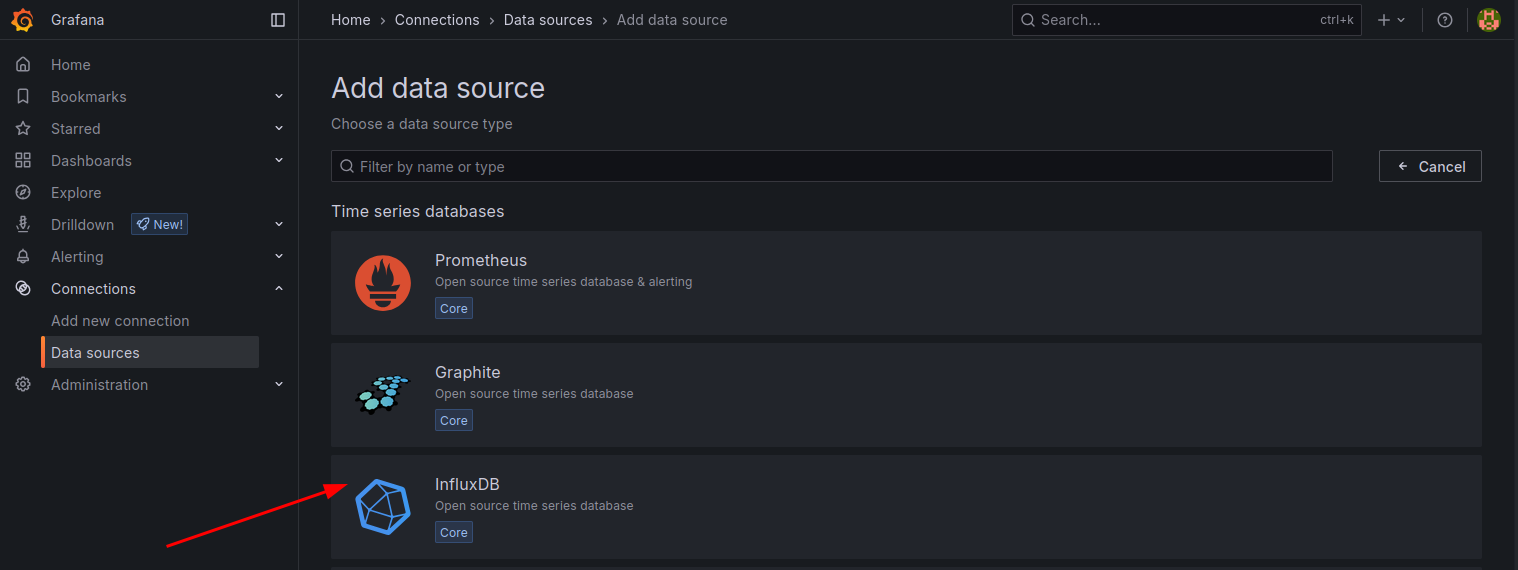 Grafana
Home › Connections › Data sources › Add data source
Search... ctrl+k
Home
Bookmarks
Starred
Dashboards
Explore
Drilldown New!
Alerting
Connections
Add new connection
Data sources
Administration
Add data source
Choose a data source type
Filter by name or type
Cancel
Time series databases
Prometheus
Open source time series database & alerting
Core
Graphite
Open source time series database
Core
InfluxDB
Open source time series database
Core